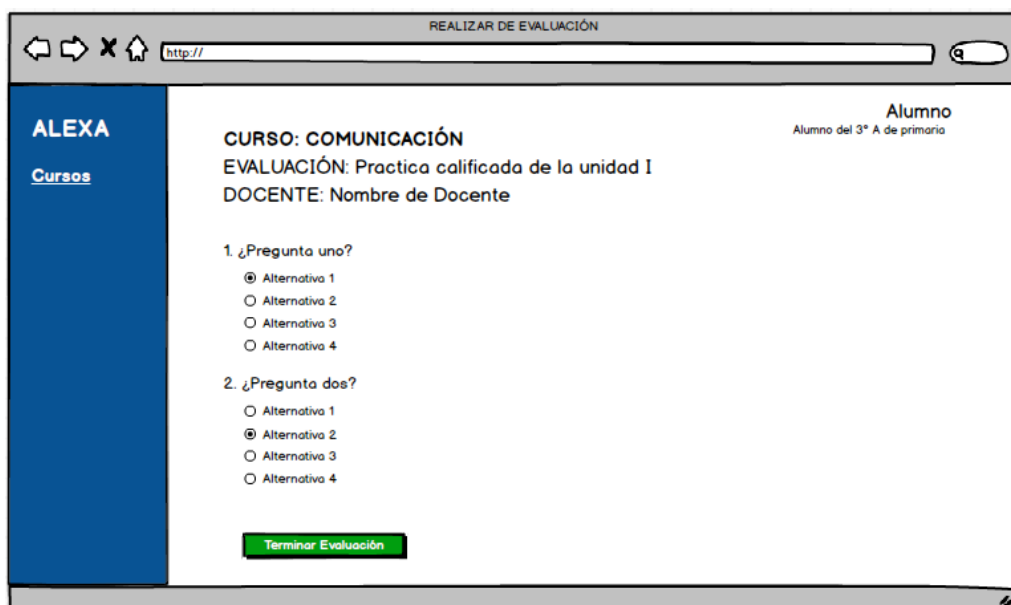 REALIZAR DE EVALUACIÓN
http://
ALEXA
Cursos
Alumno
Alumno del 3° A de primaria
CURSO: COMUNICACIÓN
EVALUACIÓN: Practica calificada de la unidad I
DOCENTE: Nombre de Docente
1. ¿Pregunta uno?
Alternativa 1
Alternativa 2
Alternativa 3
Alternativa 4
2. ¿Pregunta dos?
Alternativa 1
Alternativa 2
Alternativa 3
Alternativa 4
Terminar Evaluación